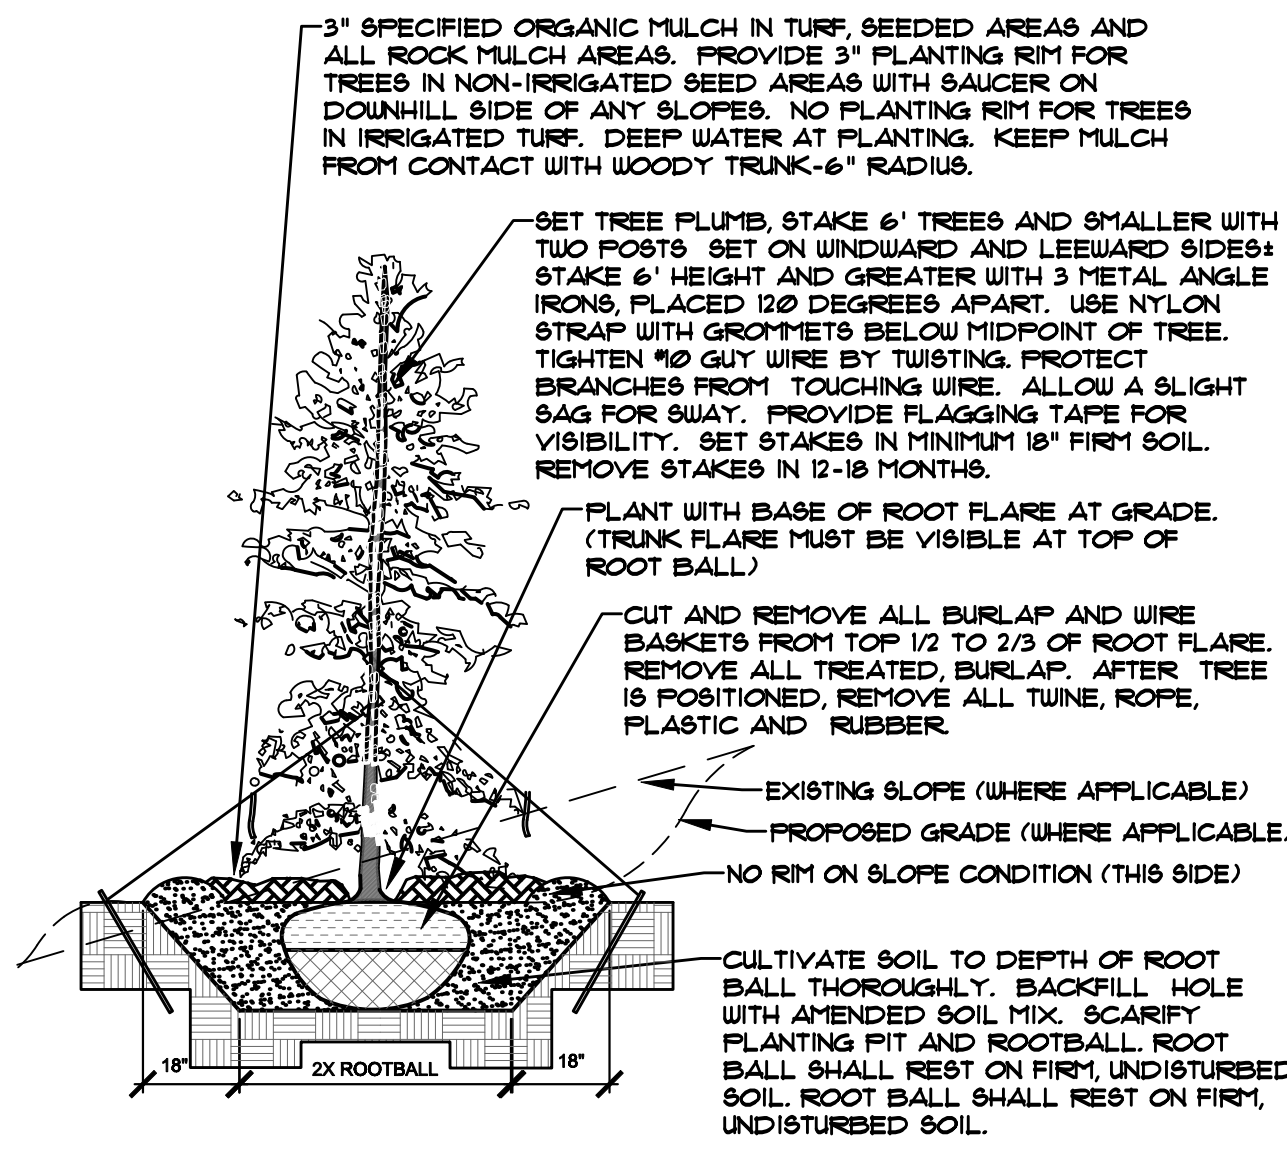 3" SPECIFIED ORGANIC MULCH IN TURF, SEEDED AREAS AND
ALL ROCK MULCH AREAS. PROVIDE 3" PLANTING RIM FOR
TREES IN NON-IRRIGATED SEED AREAS WITH SAUCER ON
DOWNHILL SIDE OF ANY SLOPES. NO PLANTING RIM FOR TREES
IN IRRIGATED TURF. DEEP WATER AT PLANTING. KEEP MULCH
FROM CONTACT WITH WOODY TRUNK-6" RADIUS.
SET TREE PLUMB, STAKE 6' TREES AND SMALLER WITH
TWO POSTS SET ON WINDWARD AND LEEWARD SIDES±
STAKE 6' HEIGHT AND GREATER WITH 3 METAL ANGLE
IRONS, PLACED 120 DEGREES APART. USE NYLON
STRAP WITH GROMMETS BELOW MIDPOINT OF TREE.
TIGHTEN #10 GUY WIRE BY TWISTING. PROTECT
BRANCHES FROM TOUCHING WIRE. ALLOW A SLIGHT
SAG FOR SWAY. PROVIDE FLAGGING TAPE FOR
VISIBILITY. SET STAKES IN MINIMUM 18" FIRM SOIL.
REMOVE STAKES IN 12-18 MONTHS.
PLANT WITH BASE OF ROOT FLARE AT GRADE.
(TRUNK FLARE MUST BE VISIBLE AT TOP OF
ROOT BALL)
CUT AND REMOVE ALL BURLAP AND WIRE
BASKETS FROM TOP 1/2 TO 2/3 OF ROOT FLARE.
REMOVE ALL TREATED, BURLAP. AFTER TREE
IS POSITIONED, REMOVE ALL TWINE, ROPE,
PLASTIC AND RUBBER.
EXISTING SLOPE (WHERE APPLICABLE)
PROPOSED GRADE (WHERE APPLICABLE
NO RIM ON SLOPE CONDITION (THIS SIDE)
CULTIVATE SOIL TO DEPTH OF ROOT
BALL THOROUGHLY. BACKFILL HOLE
WITH AMENDED SOIL MIX. SCARIFY
PLANTING PIT AND ROOTBALL. ROOT
BALL SHALL REST ON FIRM, UNDISTURBED
SOIL. ROOT BALL SHALL REST ON FIRM,
UNDISTURBED SOIL.
18" 2X ROOTBALL 18"